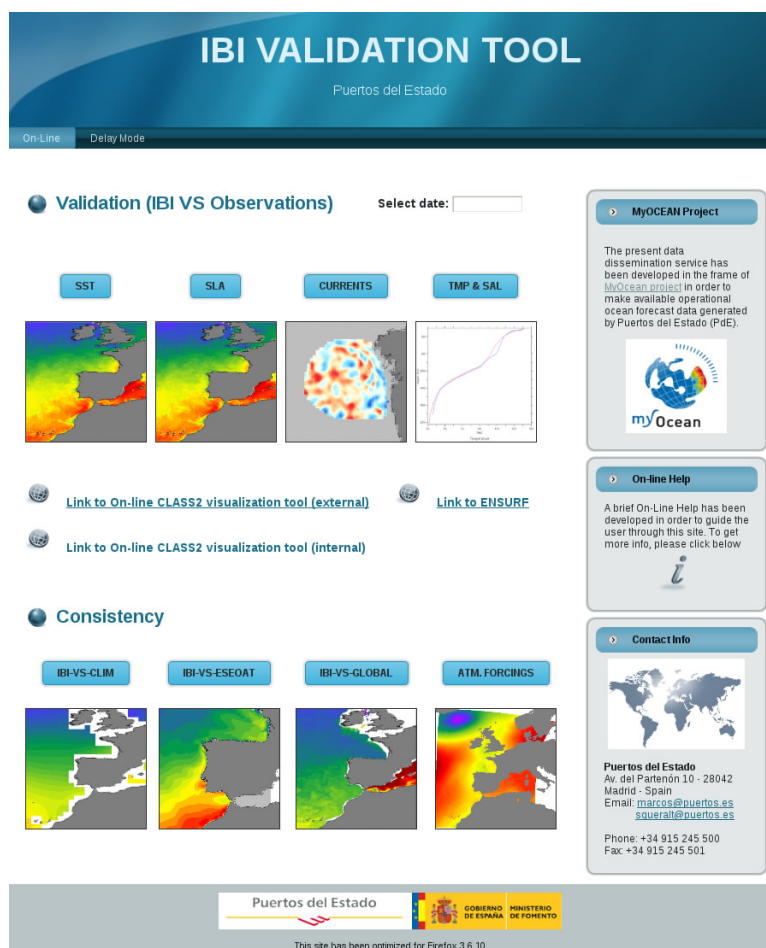 IBI VALIDATION TOOL
Puertos del Estado
On-Line
Delay Mode
Validation (IBI VS Observations)
Select date:
SST
SLA
CURRENTS
TMP & SAL
Link to On-line CLASS2 visualization tool (external)
Link to ENSURF
Link to On-line CLASS2 visualization tool (internal)
Consistency
IBI-VS-CLIM
IBI-VS-ESEOAT
IBI-VS-GLOBAL
ATM. FORCINGS
MyOCEAN Project
The present data
dissemination service has
been developed in the frame of
MyOcean project in order to
make available operational
ocean forecast data generated
by Puertos del Estado (PdE).
my Ocean
On-line Help
A brief On-Line Help has been
developed in order to guide the
user through this site. To get
more info, please click below
i
Contact Info
Puertos del Estado
Av. del Partenón 10 - 28042
Madrid - Spain
Email: marcos@puertos.es
squeralt@puertos.es
Phone: +34 915 245 500
Fax: +34 915 245 501
Puertos del Estado
GOBIERNO
DE ESPAÑA
MINISTERIO
DE FOMENTO
This site has been optimized for Firefox 3.6.10